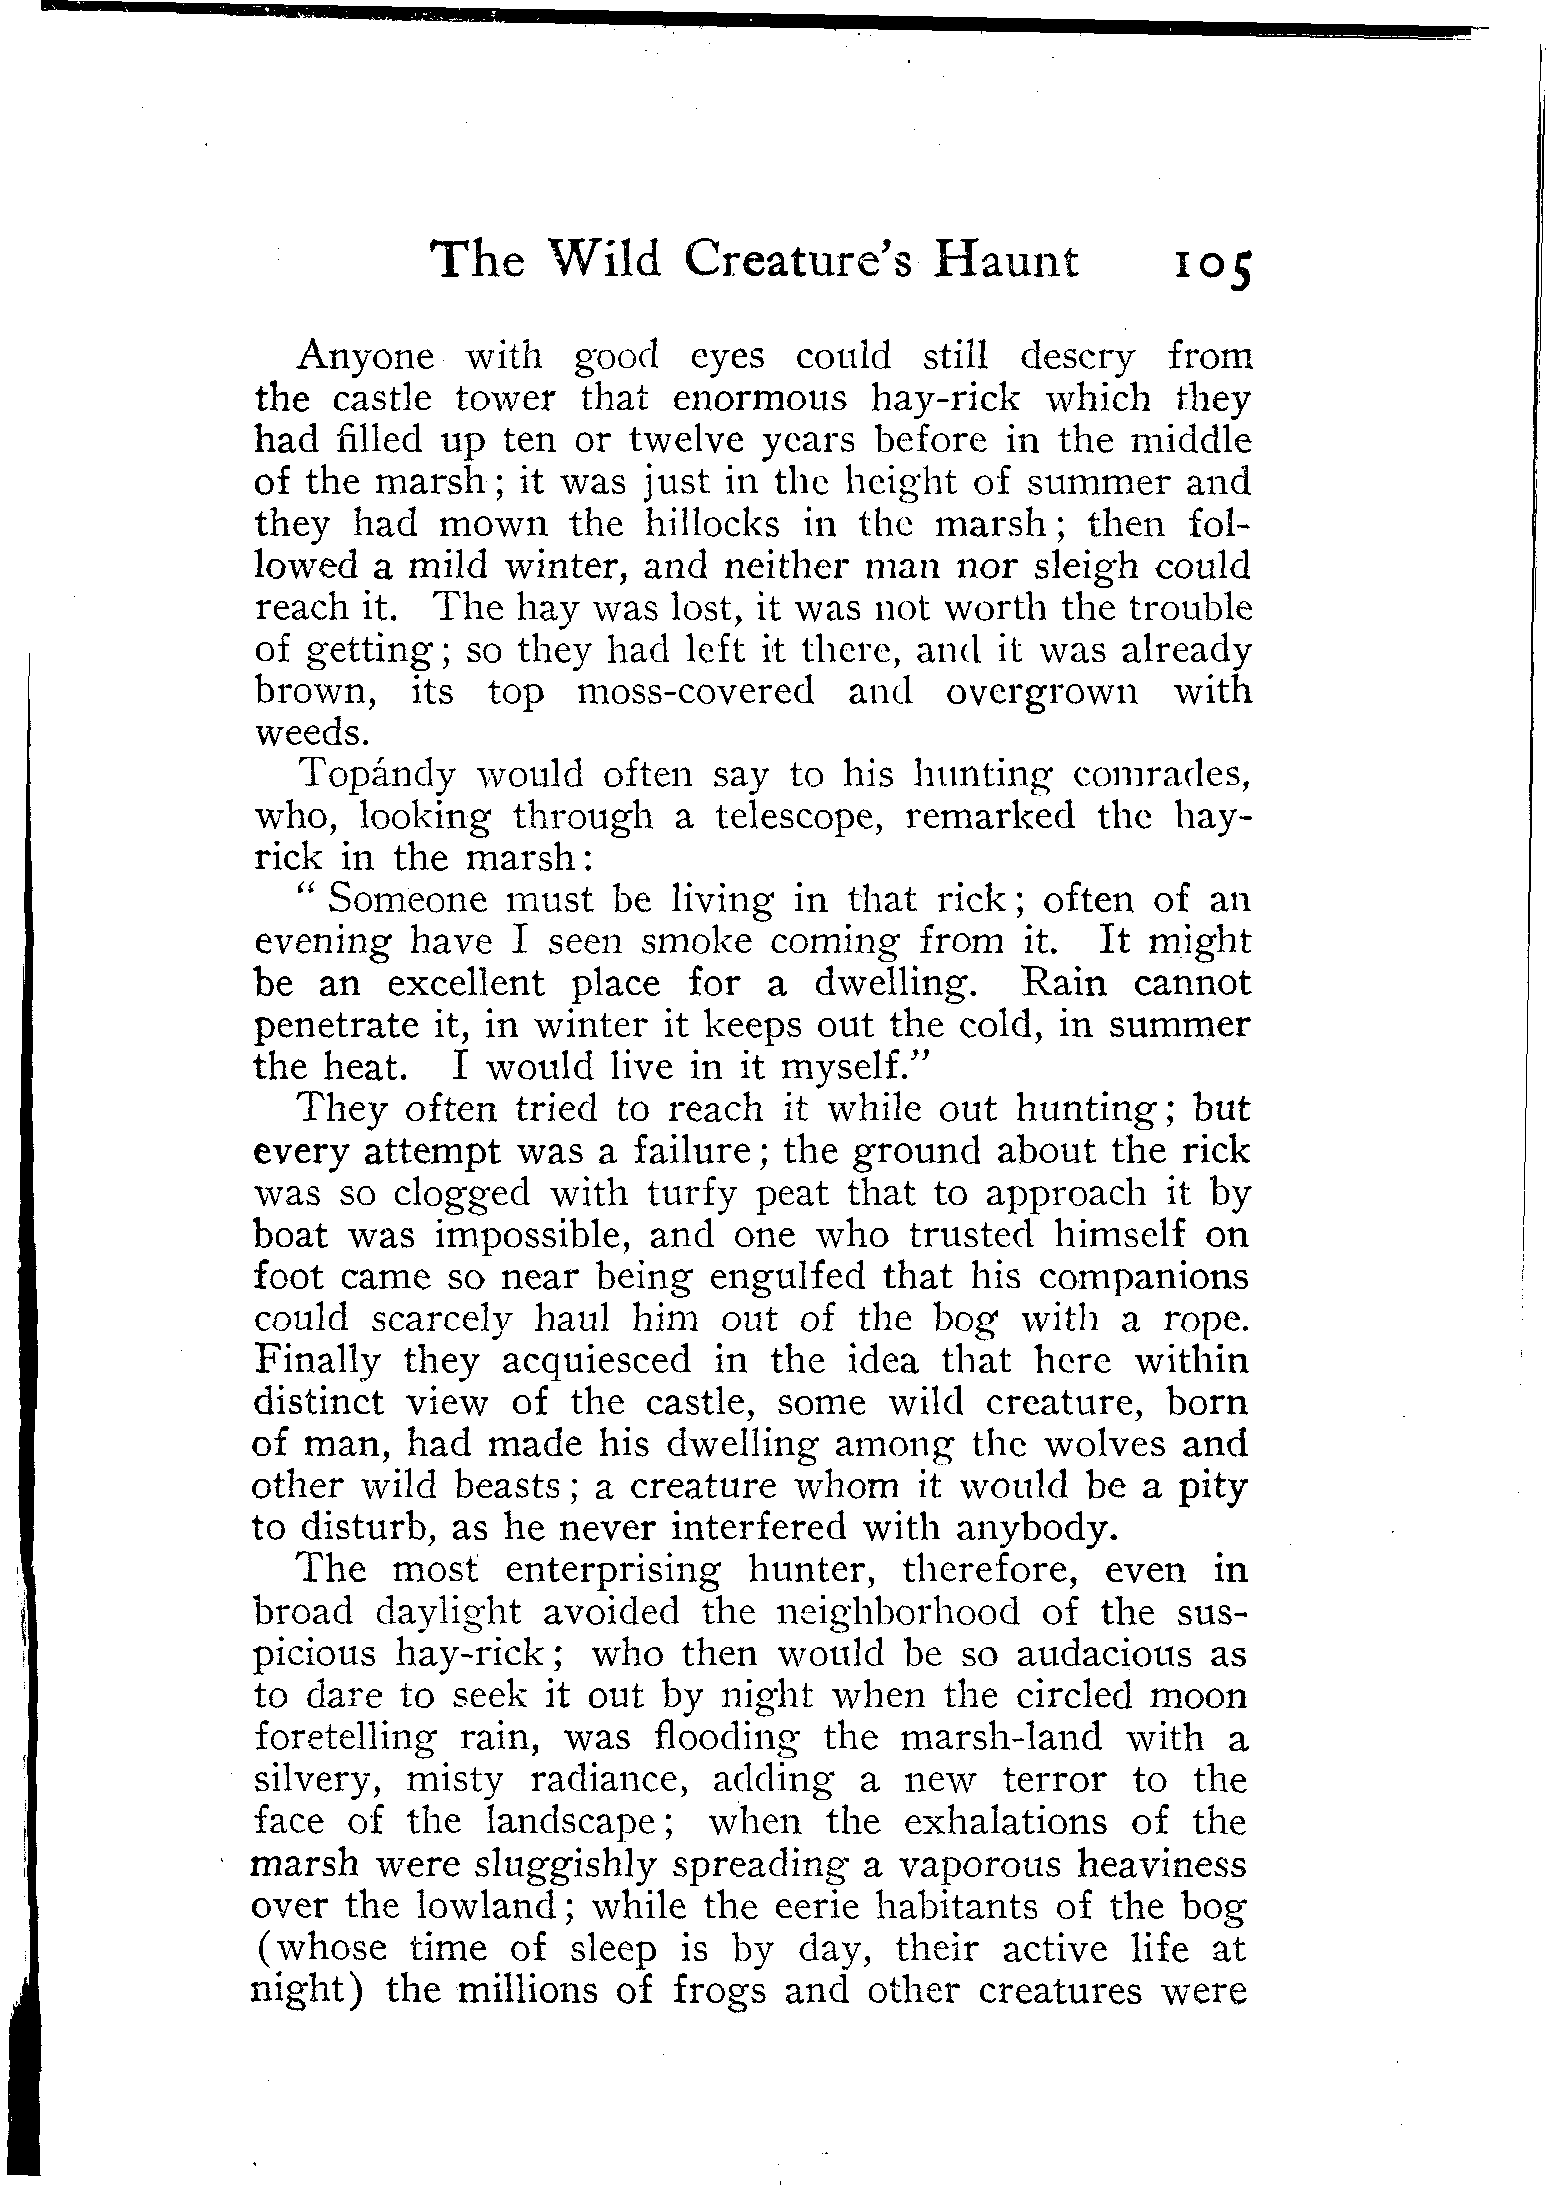 The Wild Creature's Haunt 105
Anyone with good eyes could still descry from
the castle tower that enormous hay-rick which they
had filled up ten or twelve years before in the middle
of the marsh; it was just in the height of summer and
they had mown the hillocks in the marsh; then fol-
lowed a mild winter, and neither man nor sleigh could
reach it. The hay was lost, it was not worth the trouble
of getting; so they had left it there, and it was already
brown, its top moss-covered and overgrown with
weeds.
Topándy would often say to his hunting comrades,
who, looking through a telescope, remarked the hay-
rick in the marsh:
"Someone must be living in that rick; often of an
evening have I seen smoke coming from it. It might
be an excellent place for a dwelling. Rain cannot
penetrate it, in winter it keeps out the cold, in summer
the heat. I would live in it myself."
They often tried to reach it while out hunting; but
every attempt was a failure; the ground about the rick
was so clogged with turfy peat that to approach it by
boat was impossible, and one who trusted himself on
foot came so near being engulfed that his companions
could scarcely haul him out of the bog with a rope.
Finally they acquiesced in the idea that here within
distinct view of the castle, some wild creature, born
of man, had made his dwelling among the wolves and
other wild beasts; a creature whom it would be a pity
to disturb, as he never interfered with anybody.
The most enterprising hunter, therefore, even in
broad daylight avoided the neighborhood of the sus-
picious hay-rick; who then would be so audacious as
to dare to seek it out by night when the circled moon
foretelling rain, was flooding the marsh-land with a
silvery, misty radiance, adding a new terror to the
face of the landscape; when the exhalations of the
marsh were sluggishly spreading a vaporous heaviness
over the lowland; while the eerie habitants of the bog
(whose time of sleep is by day, their active life at
night) the millions of frogs and other creatures were